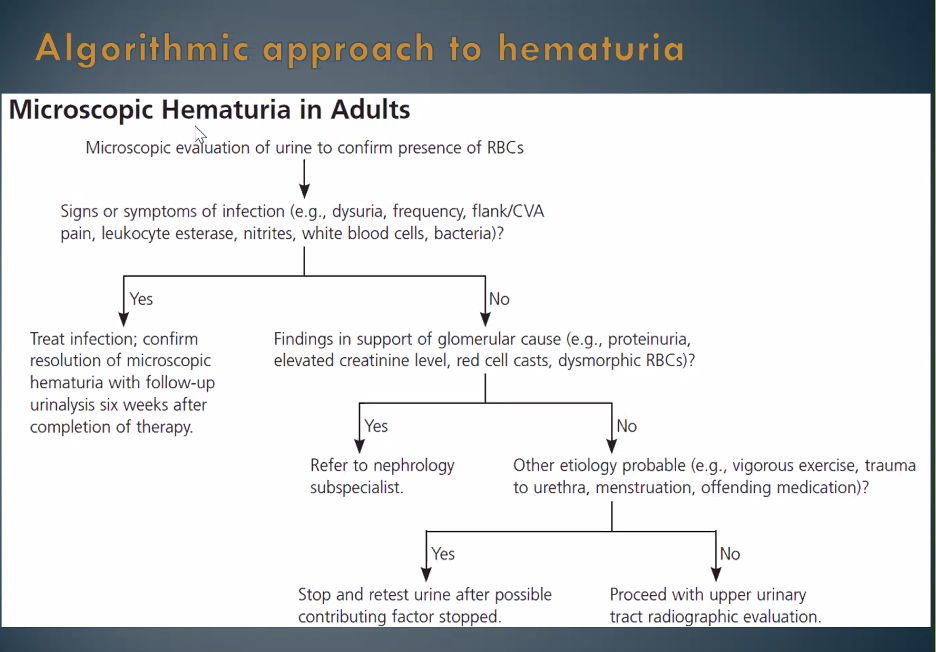 Algorithmic approach to hematuria
Microscopic Hematuria in Adults
Microscopic evaluation of urine to confirm presence of RBCs
Signs or symptoms of infection (e.g., dysuria, frequency, flank/CVA
pain, leukocyte esterase, nitrites, white blood cells, bacteria)?
Yes
No
Treat infection; confirm
resolution of microscopic
hematuria with follow-up
urinalysis six weeks after
completion of therapy.
Findings in support of glomerular cause (e.g., proteinuria,
elevated creatinine level, red cell casts, dysmorphic RBCs)?
Yes
No
Refer to nephrology
subspecialist.
Other etiology probable (e.g., vigorous exercise, trauma
to urethra, menstruation, offending medication)?
Yes
No
Stop and retest urine after possible
contributing factor stopped.
Proceed with upper urinary
tract radiographic evaluation.